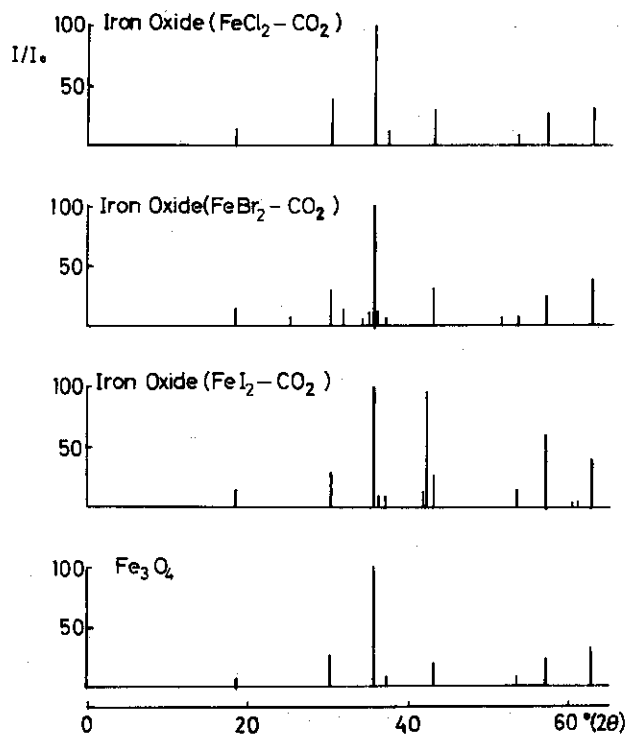 100 Iron Oxide (FeCl₂-CO₂)
I/I₀
50
100 Iron Oxide(FeBr₂-CO₂)
50
100 Iron Oxide (FeI₂-CO₂)
50
100 Fe₃O₄
50
0 40 60 °(2θ)